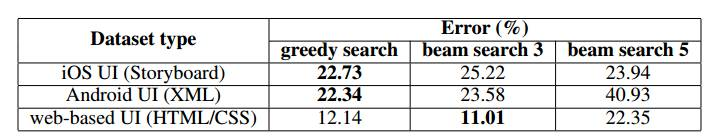 Dataset type Error (%)
greedy search beam search 3 beam search 5
iOS UI (Storyboard) 22.73 25.22 23.94
Android UI (XML) 22.34 23.58 40.93
web-based UI (HTML/CSS) 12.14 11.01 22.35